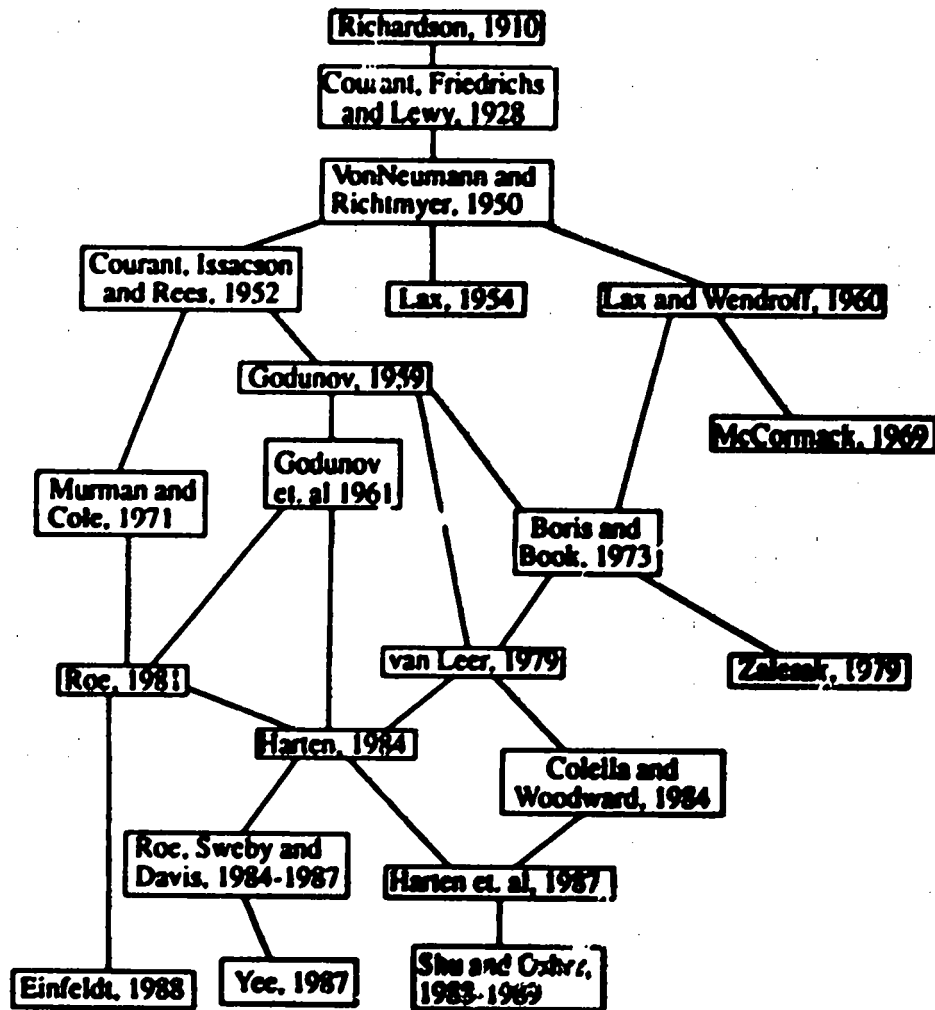 Richardson, 1910
Courant, Friedrichs
and Lewy, 1928
VonNeumann and
Richtmyer, 1950
Courant, Issacson
and Rees, 1952
Lax, 1954
Lax and Wendroff, 1960
Godunov, 1959
McCormack, 1969
Godunov
et. al 1961
Murman and
Cole, 1971
Boris and
Book, 1973
van Leer, 1979
Roe, 1981
Zalesak, 1979
Harten, 1984
Colella and
Woodward, 1984
Roe, Sweby and
Davis, 1984-1987
Harten et. al, 1987
Shu and
Einfeldt, 1988
Yee, 1987